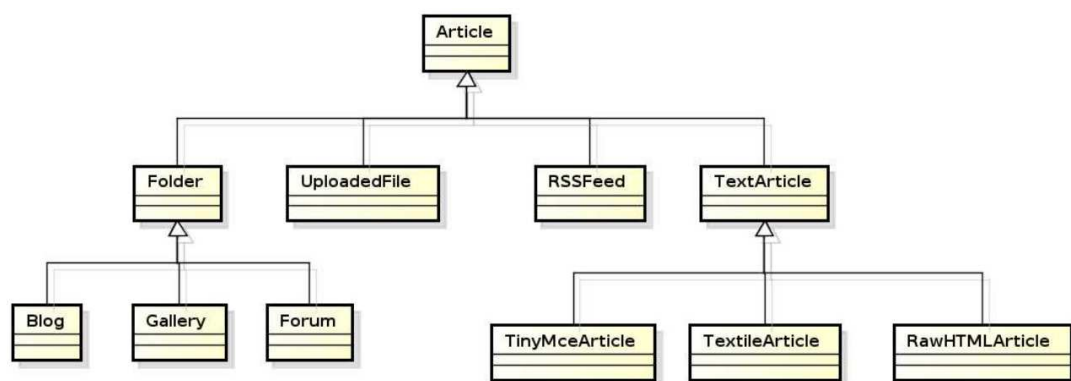 Article
Folder
UploadedFile
RSSFeed
TextArticle
Blog
Gallery
Forum
TinyMceArticle
TextileArticle
RawHTMLArticle